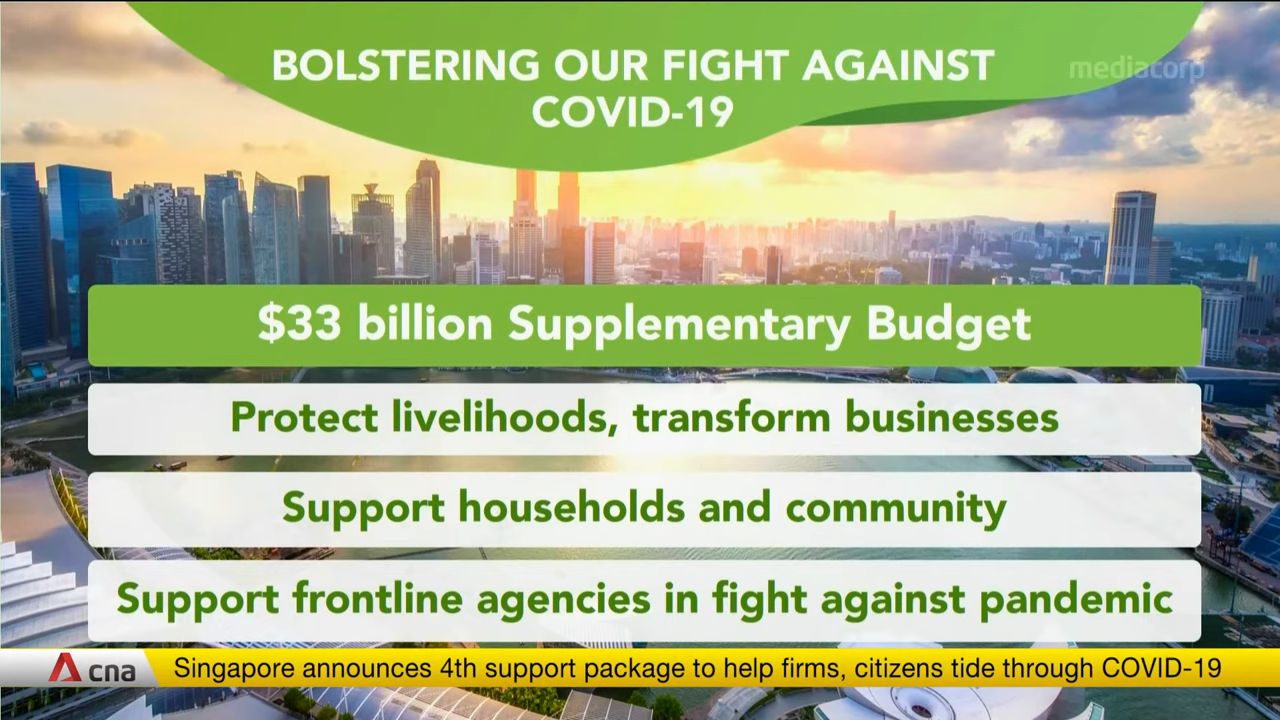 BOLSTERING OUR FIGHT AGAINST
COVID-19
mediacorp
$33 billion Supplementary Budget
Protect livelihoods, transform businesses
Support households and community
Support frontline agencies in fight against pandemic
cna
Singapore announces 4th support package to help firms, citizens tide through COVID-19